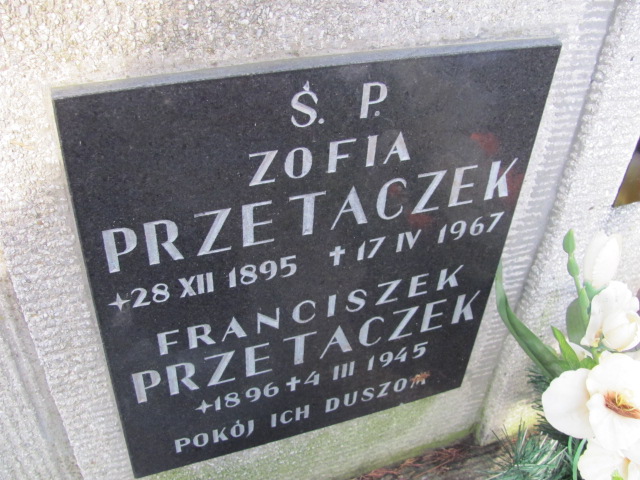 Ś. P.
ZOFIA
PRZETACZEK
✦28 XII 1895 ✝17 IV 1967
FRANCISZEK
PRZETACZEK
✦1896 ✝4 III 1945
POKÓJ ICH DUSZOM